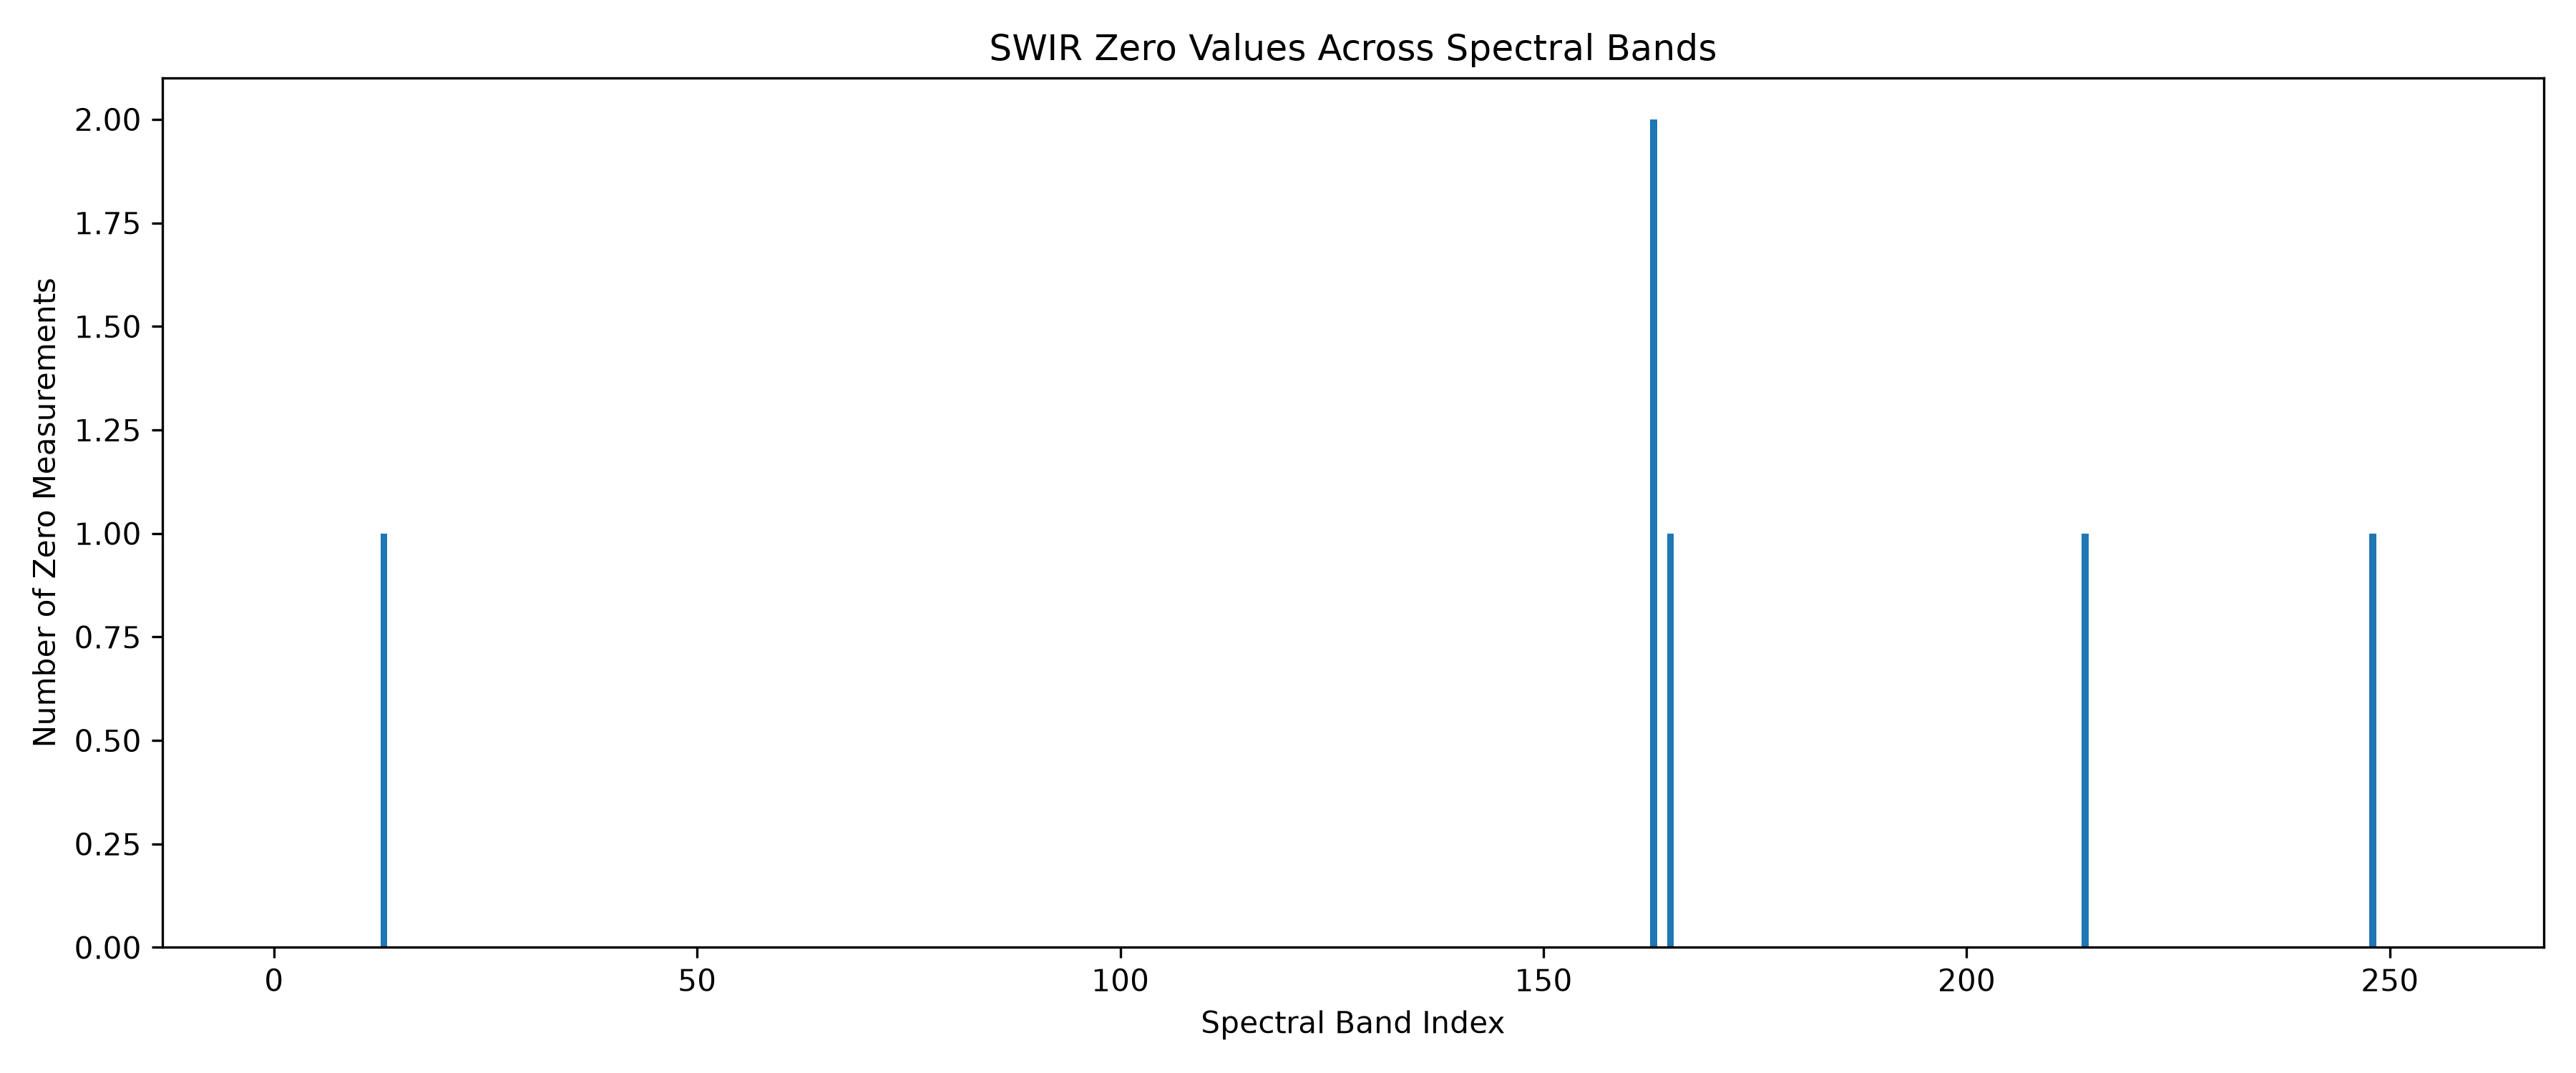 SWIR Zero Values Across Spectral Bands
Number of Zero Measurements
2.00
1.75
1.50
1.25
1.00
0.75
0.50
0.25
0.00
0 50 100 150 200 250
Spectral Band Index